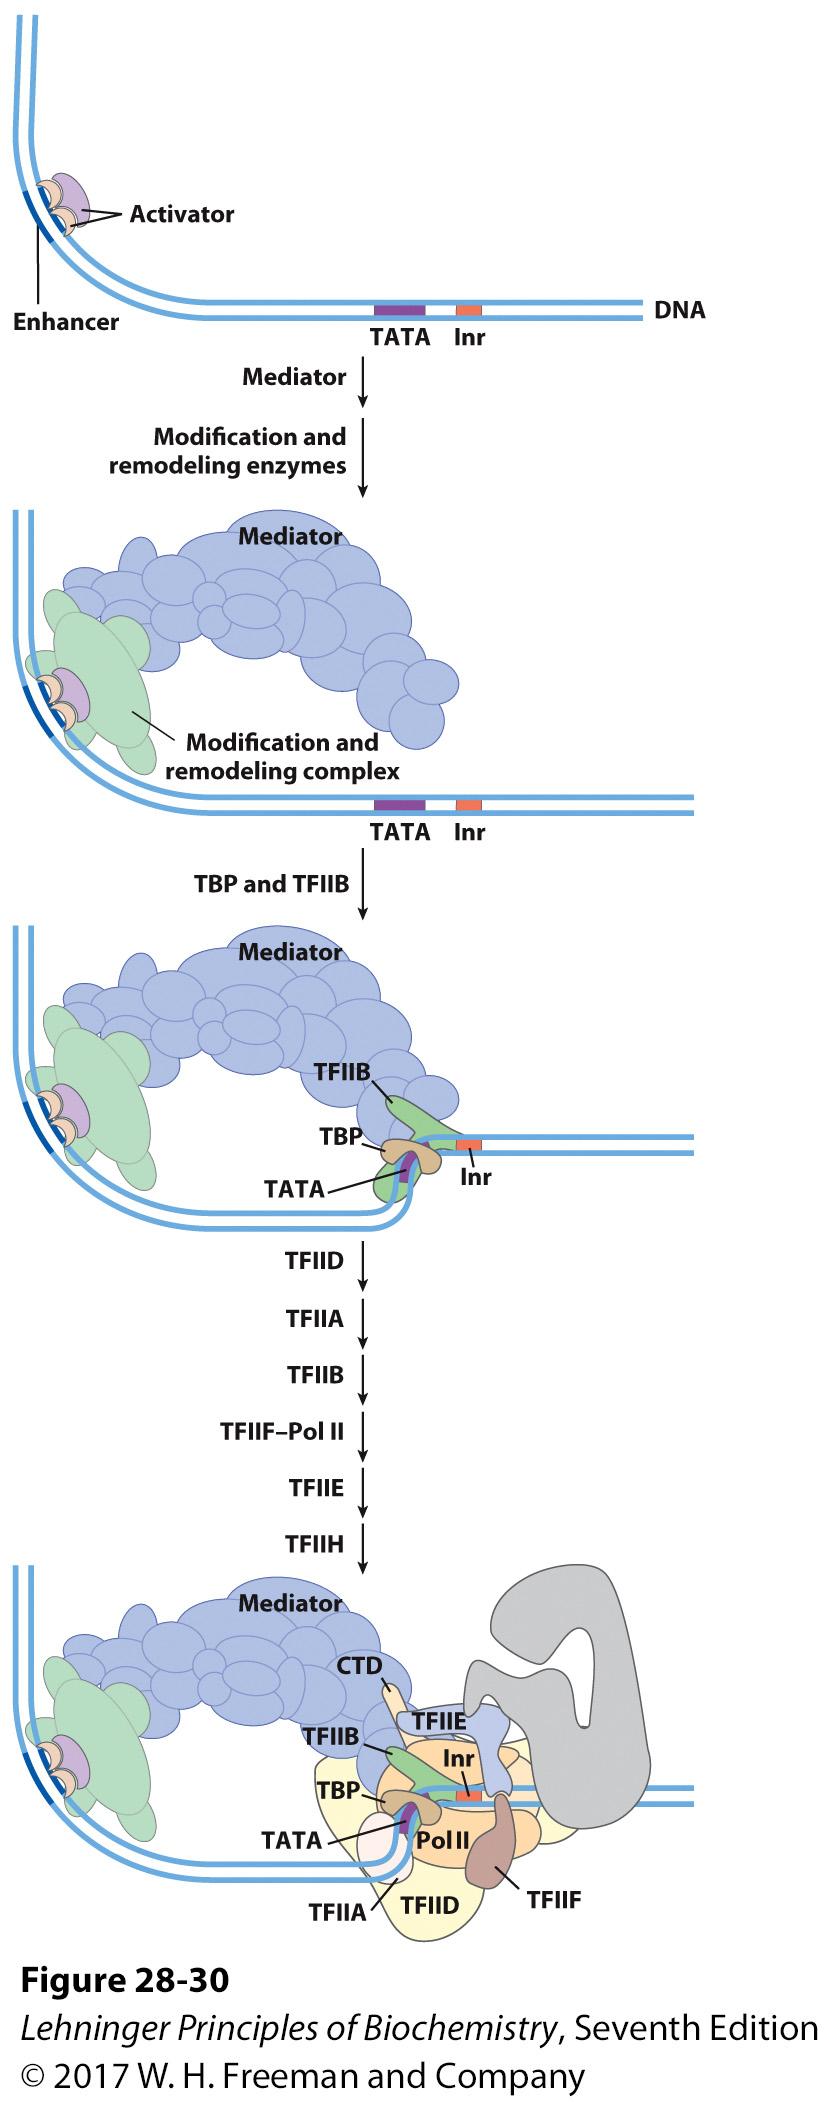 Activator
Enhancer
DNA
TATA
Inr
Mediator
Modification and
remodeling enzymes
Mediator
Modification and
remodeling complex
TATA
Inr
TBP and TFIIB
Mediator
TFIIB
TBP
TATA
Inr
TFIID
TFIIA
TFIIB
TFIIF–Pol II
TFIIE
TFIIH
Mediator
CTD
TFIIE
TFIIB
Inr
TBP
TATA
Pol II
TFIIA
TFIID
TFIIF
Figure 28-30
Lehninger Principles of Biochemistry, Seventh Edition
© 2017 W. H. Freeman and Company